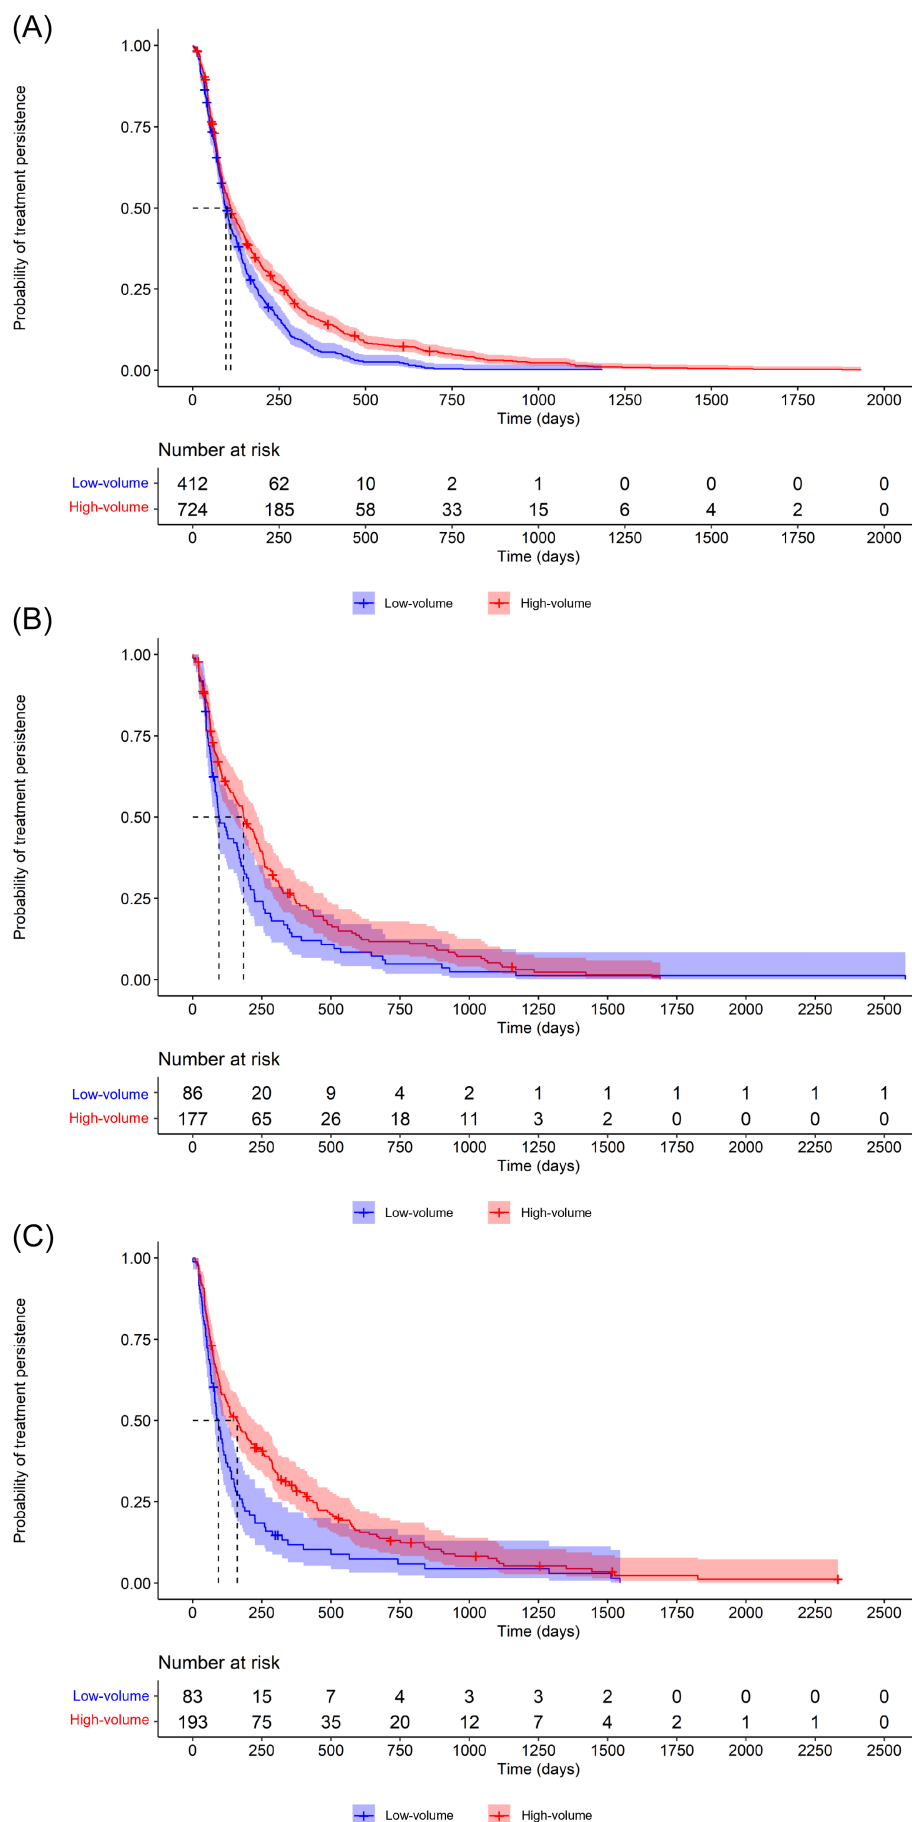 (A)
Probability of treatment persistence
1.00
0.75
0.50
0.25
0.00
0 250 500 750 1000 1250 1500 1750 2000
Time (days)
Number at risk
Low-volume 412 62 10 2 1 0 0 0 0
High-volume 724 185 58 33 15 6 4 2 0
0 250 500 750 1000 1250 1500 1750 2000
Time (days)
Low-volume High-volume
(B)
Probability of treatment persistence
1.00
0.75
0.50
0.25
0.00
0 250 500 750 1000 1250 1500 1750 2000 2250 2500
Time (days)
Number at risk
Low-volume 86 20 9 4 2 1 1 1 1 1 1
High-volume 177 65 26 18 11 3 2 0 0 0 0
0 250 500 750 1000 1250 1500 1750 2000 2250 2500
Time (days)
Low-volume High-volume
(C)
Probability of treatment persistence
1.00
0.75
0.50
0.25
0.00
0 250 500 750 1000 1250 1500 1750 2000 2250 2500
Time (days)
Number at risk
Low-volume 83 15 7 4 3 3 2 0 0 0 0
High-volume 193 75 35 20 12 7 4 2 1 1 0
0 250 500 750 1000 1250 1500 1750 2000 2250 2500
Time (days)
Low-volume High-volume